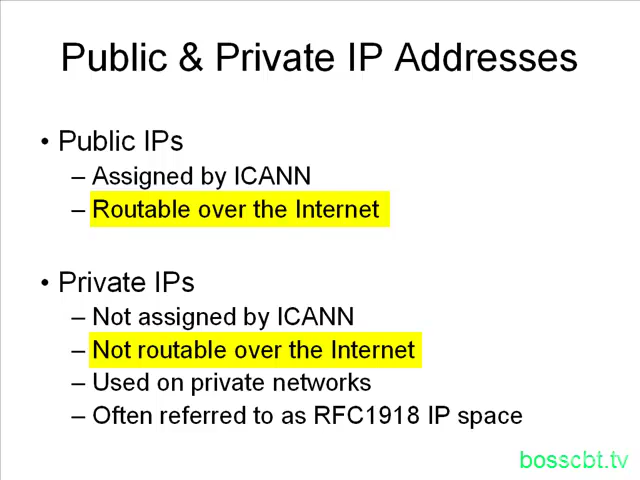 Public & Private IP Addresses
• Public IPs
– Assigned by ICANN
– Routable over the Internet
• Private IPs
– Not assigned by ICANN
– Not routable over the Internet
– Used on private networks
– Often referred to as RFC1918 IP space
bosscbt.tv